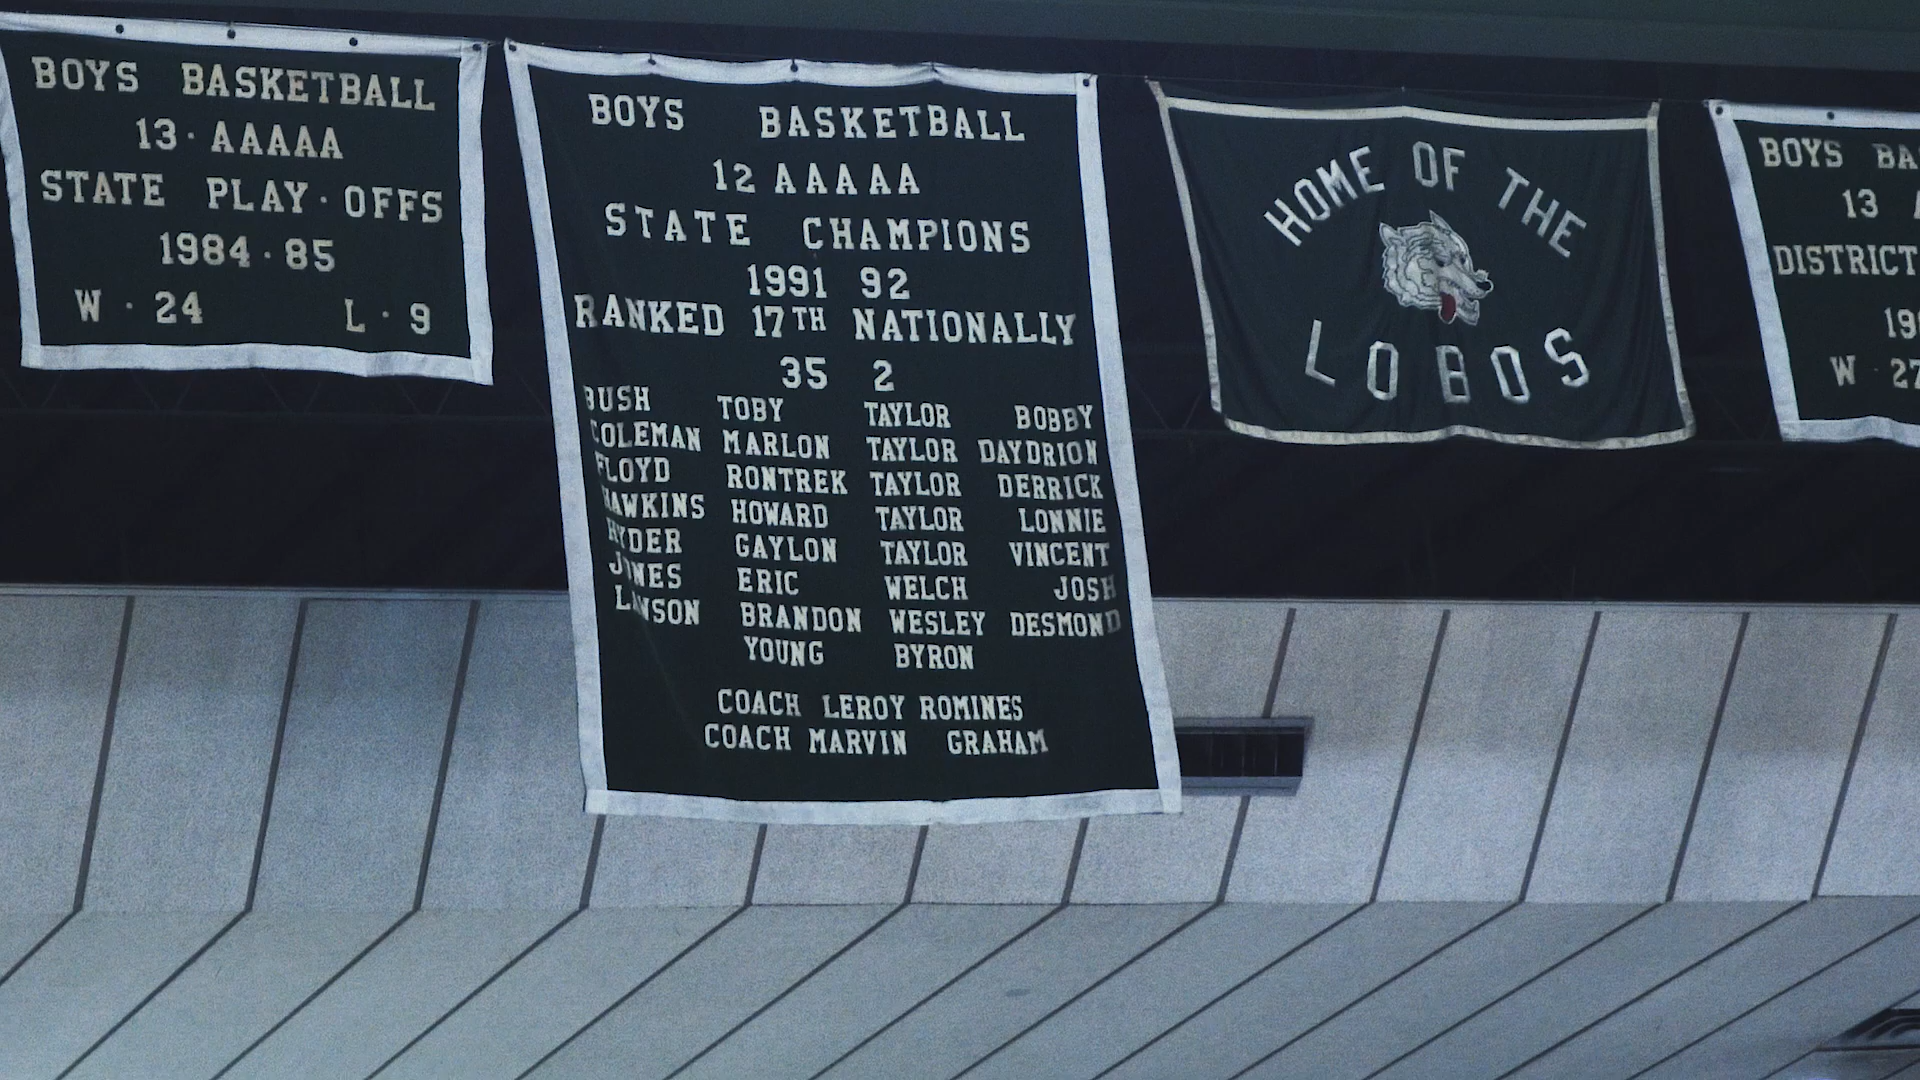 BOYS BASKETBALL
13 · AAAAA
STATE PLAY · OFFS
1984 · 85
W · 24 L · 9
BOYS BASKETBALL
12 AAAAA
STATE CHAMPIONS
1991 92
RANKED 17TH NATIONALLY
35 2
BUSH TOBY TAYLOR BOBBY
COLEMAN MARLON TAYLOR DAYDRION
FLOYD RONTREK TAYLOR DERRICK
HAWKINS HOWARD TAYLOR LONNIE
HYDER GAYLON TAYLOR VINCENT
JONES ERIC WELCH JOSH
LAWSON BRANDON WESLEY DESMOND
YOUNG BYRON
COACH LEROY ROMINES
COACH MARVIN GRAHAM
HOME OF THE
LOBOS
BOYS BA
13
DISTRICT
19
W · 27